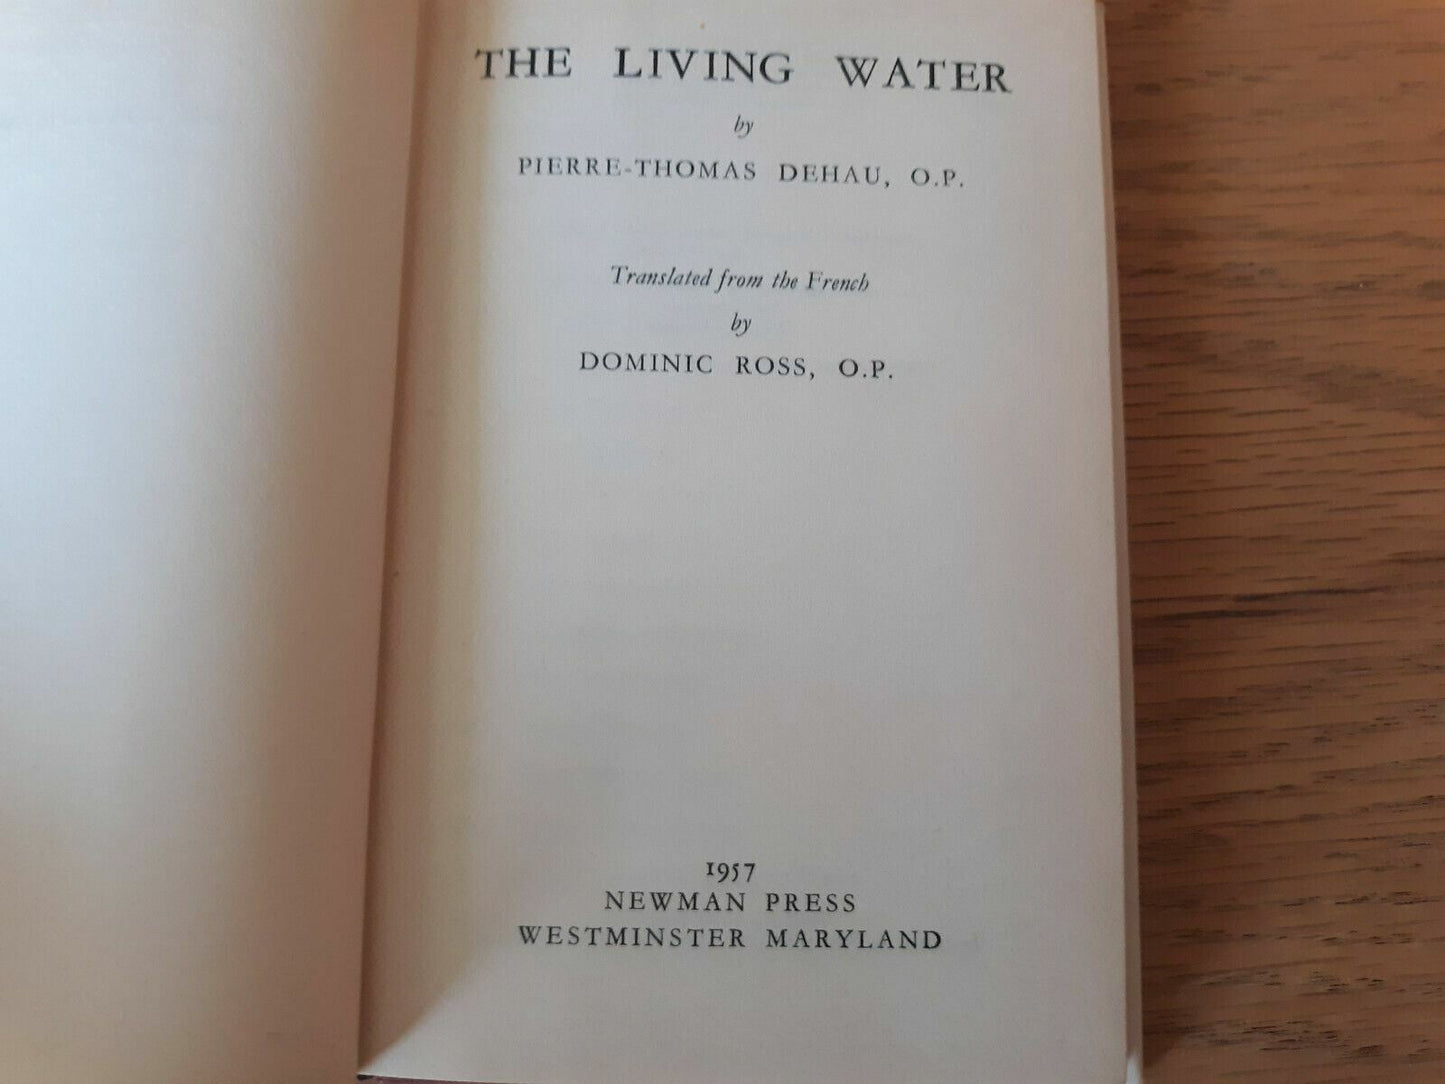 THE LIVING WATER
by
PIERRE-THOMAS DEHAU, O.P.
Translated from the French
by
DOMINIC ROSS, O.P.
1957
NEWMAN PRESS
WESTMINSTER MARYLAND